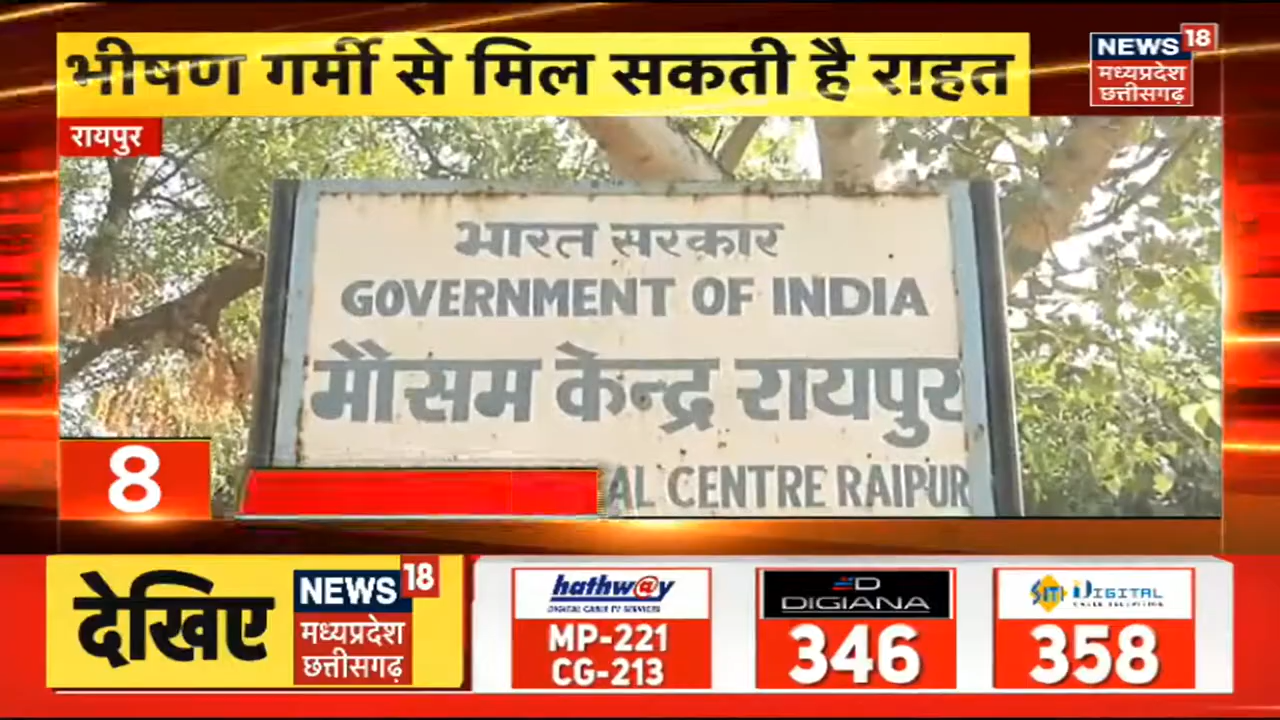 भीषण गर्मी से मिल सकती है राहत
NEWS 18
मध्यप्रदेश
छत्तीसगढ़
रायपुर
भारत सरकार
GOVERNMENT OF INDIA
मौसम केन्द्र रायपुर
AL CENTRE RAIPUR
8
देखिए
NEWS 18
मध्यप्रदेश
छत्तीसगढ़
hathw@y
DIGITAL CABLE TV SERVICES
MP-221
CG-213
DIGIANA
346
SITI DIGITAL
358